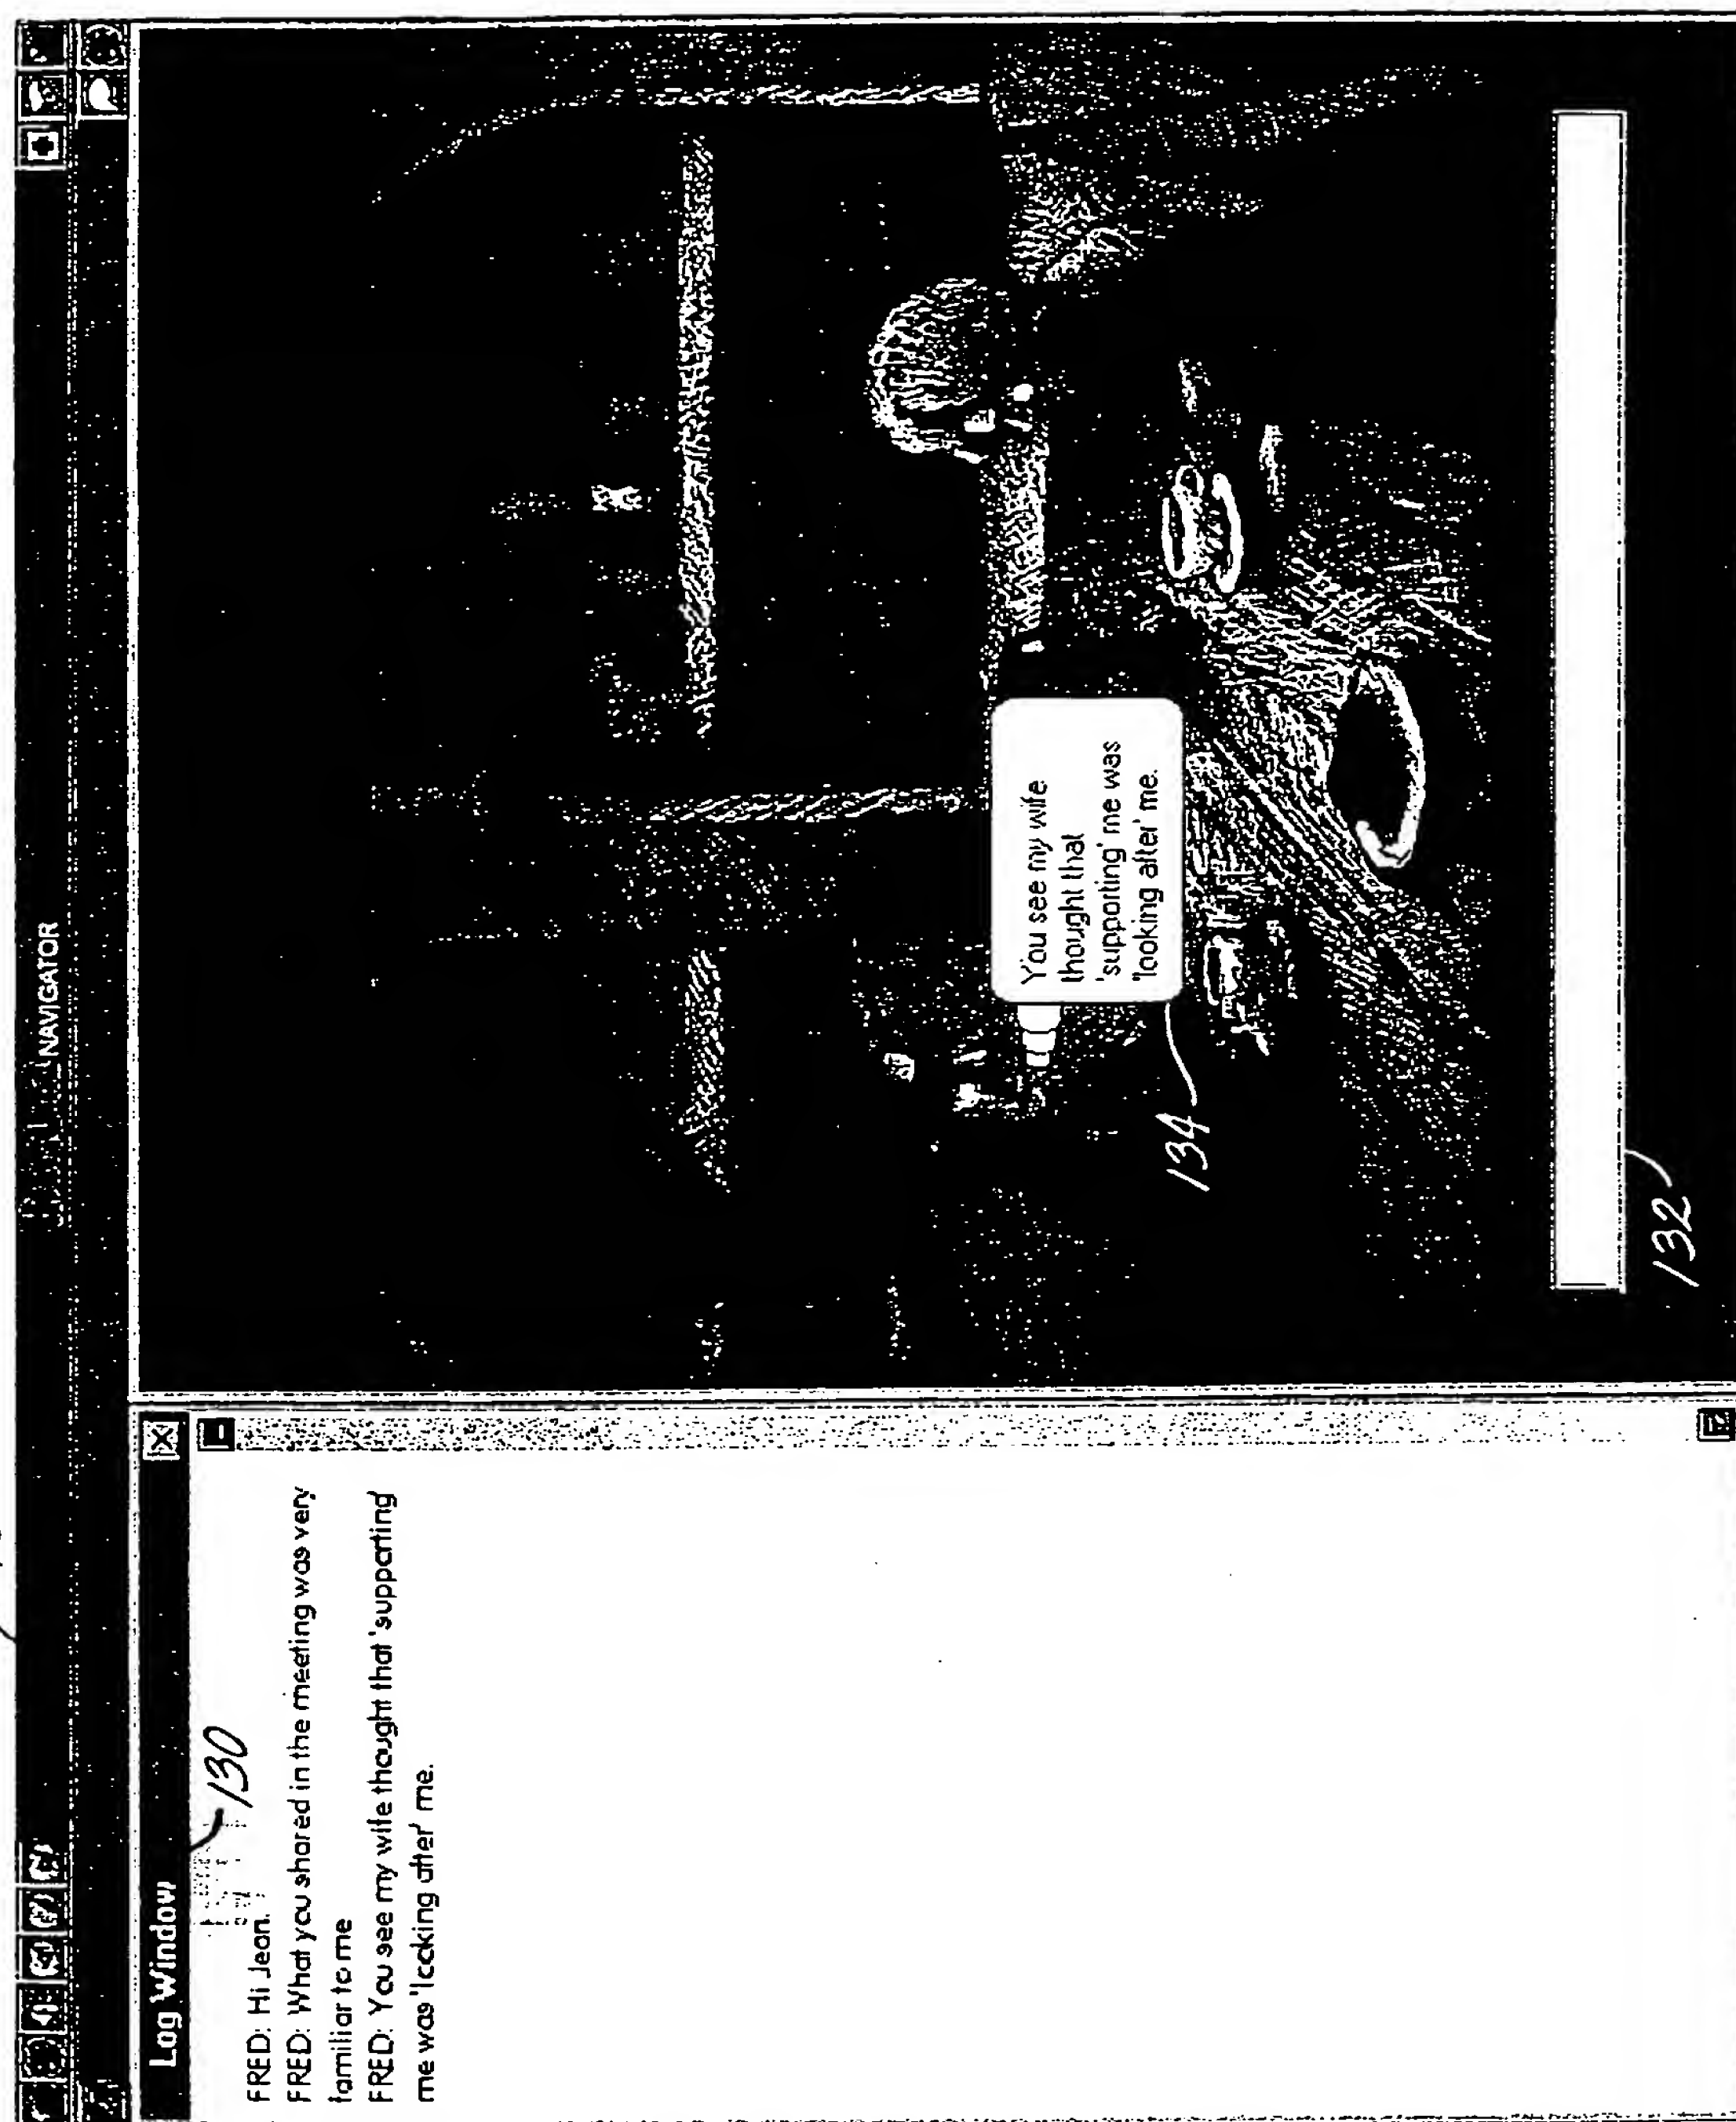 NAVIGATOR
Log Window
130
FRED: Hi Jean.
FRED: What you shared in the meeting was very
familiar to me
FRED: You see my wife thought that 'supporting'
me was 'looking after' me.
You see my wife
thought that
'supporting' me was
'looking after' me.
134
132